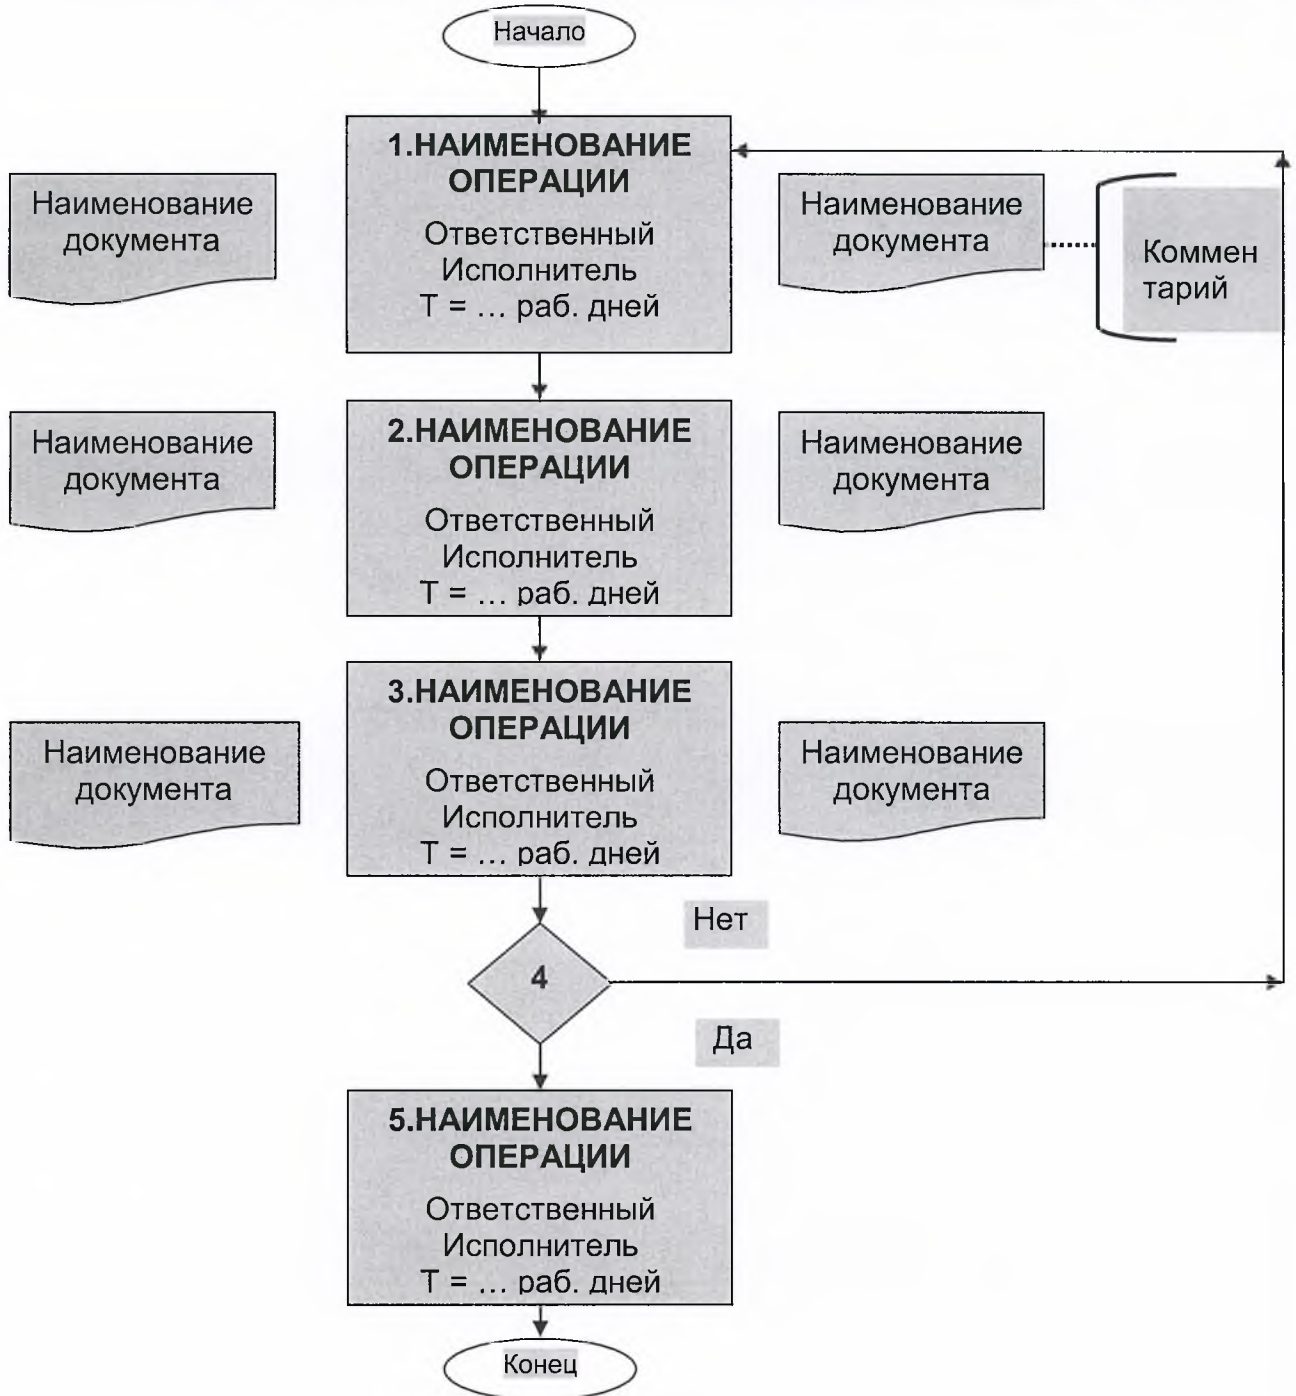 Начало
1.НАИМЕНОВАНИЕ
ОПЕРАЦИИ
Ответственный
Исполнитель
Т = … раб. дней
Наименование
документа
Наименование
документа
Коммен
тарий
2.НАИМЕНОВАНИЕ
ОПЕРАЦИИ
Ответственный
Исполнитель
Т = … раб. дней
Наименование
документа
Наименование
документа
3.НАИМЕНОВАНИЕ
ОПЕРАЦИИ
Ответственный
Исполнитель
Т = … раб. дней
Наименование
документа
Наименование
документа
Нет
4
Да
5.НАИМЕНОВАНИЕ
ОПЕРАЦИИ
Ответственный
Исполнитель
Т = … раб. дней
Конец